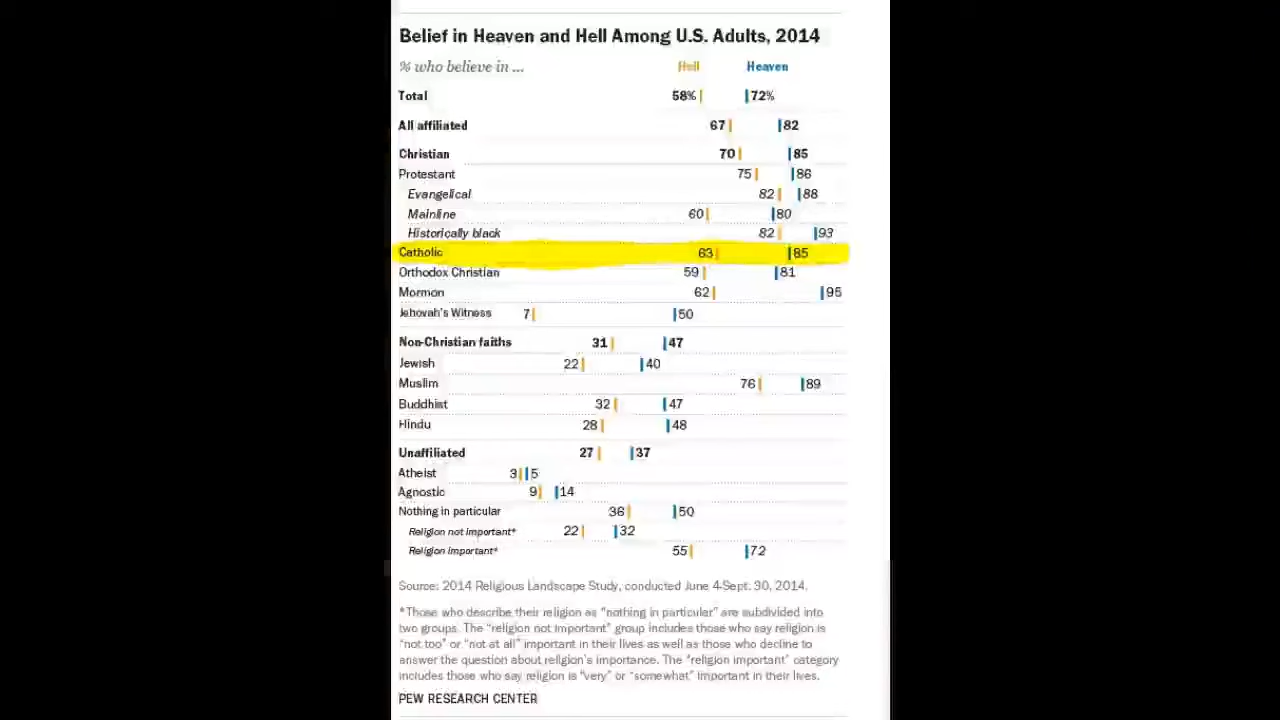 Belief in Heaven and Hell Among U.S. Adults, 2014
% who believe in ... Hell Heaven
Total 58% 72%
All affiliated 67 82
Christian 70 85
Protestant 75 86
Evangelical 82 88
Mainline 60 80
Historically black 82 93
Catholic 63 85
Orthodox Christian 59 81
Mormon 62 95
Jehovah's Witness 7 50
Non-Christian faiths 31 47
Jewish 22 40
Muslim 76 89
Buddhist 32 47
Hindu 28 48
Unaffiliated 27 37
Atheist 3 5
Agnostic 9 14
Nothing in particular 36 50
Religion not important* 22 32
Religion important* 55 72
Source: 2014 Religious Landscape Study, conducted June 4-Sept. 30, 2014.
*Those who describe their religion as "nothing in particular" are subdivided into
two groups. The "religion not important" group includes those who say religion is
"not too" or "not at all" important in their lives as well as those who decline to
answer the question about religion's importance. The "religion important" category
includes those who say religion is "very" or "somewhat" important in their lives.
PEW RESEARCH CENTER